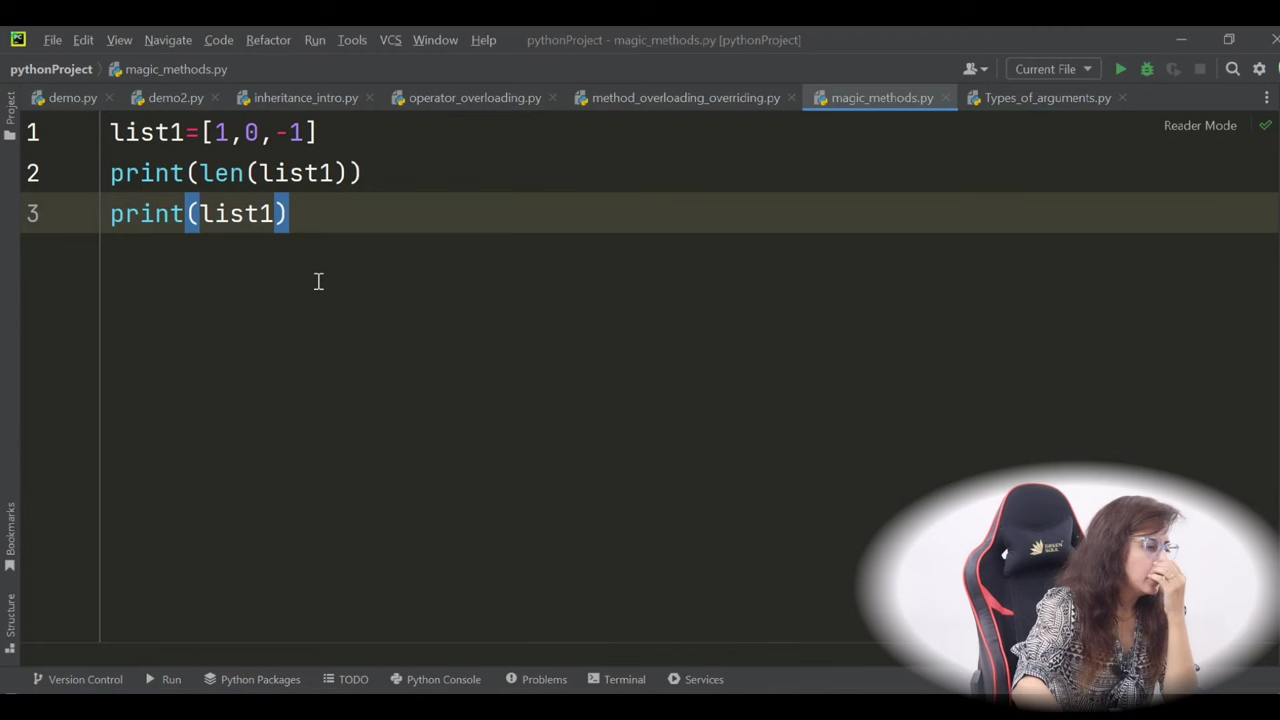 File Edit View Navigate Code Refactor Run Tools VCS Window Help pythonProject - magic_methods.py [pythonProject]
pythonProject magic_methods.py Current File
Project
demo.py demo2.py inheritance_intro.py operator_overloading.py method_overloading_overriding.py magic_methods.py Types_of_arguments.py
Reader Mode
1 list1=[1,0,-1]
2 print(len(list1))
3 print(list1)
Bookmarks
Structure
GREEN SOUL
Version Control Run Python Packages TODO Python Console Problems Terminal Services